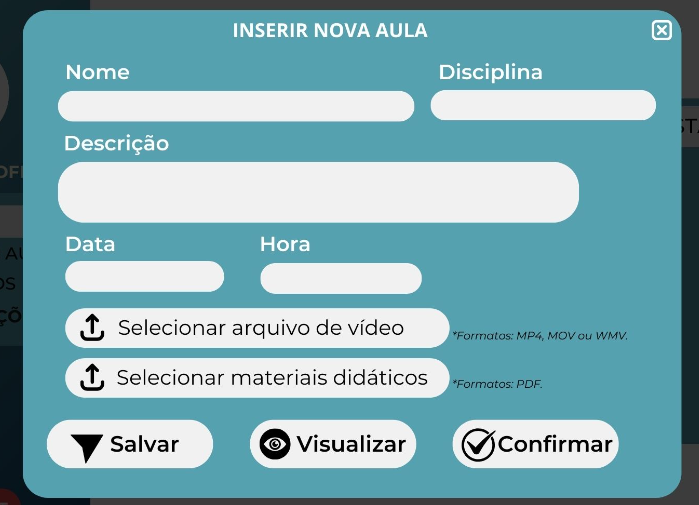 INSERIR NOVA AULA
Nome
Disciplina
Descrição
Data
Hora
Selecionar arquivo de vídeo
*Formatos: MP4, MOV ou WMV.
Selecionar materiais didáticos
*Formatos: PDF.
Salvar
Visualizar
Confirmar